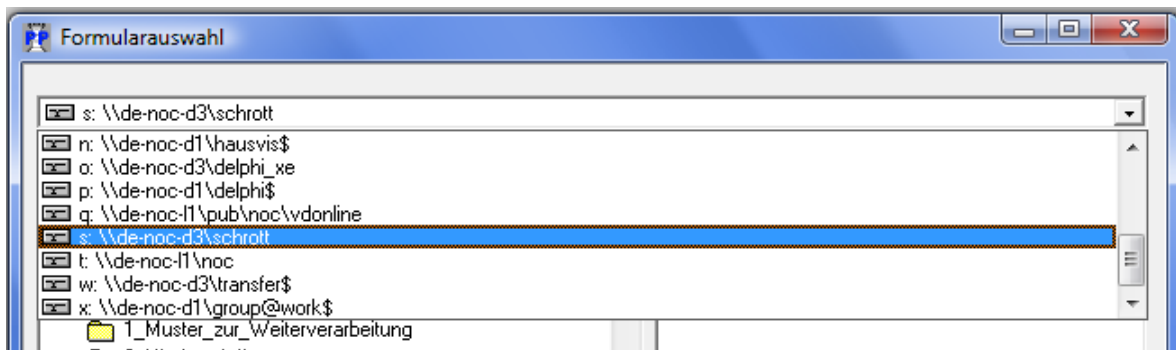 Formularauswahl
s: \\de-noc-d3\schrott
n: \\de-noc-d1\hausvis$
o: \\de-noc-d3\delphi_xe
p: \\de-noc-d1\delphi$
q: \\de-noc-l1\pub\noc\vdonline
s: \\de-noc-d3\schrott
t: \\de-noc-l1\noc
w: \\de-noc-d3\transfer$
x: \\de-noc-d1\group@work$
1_Muster_zur_Weiterverarbeitung